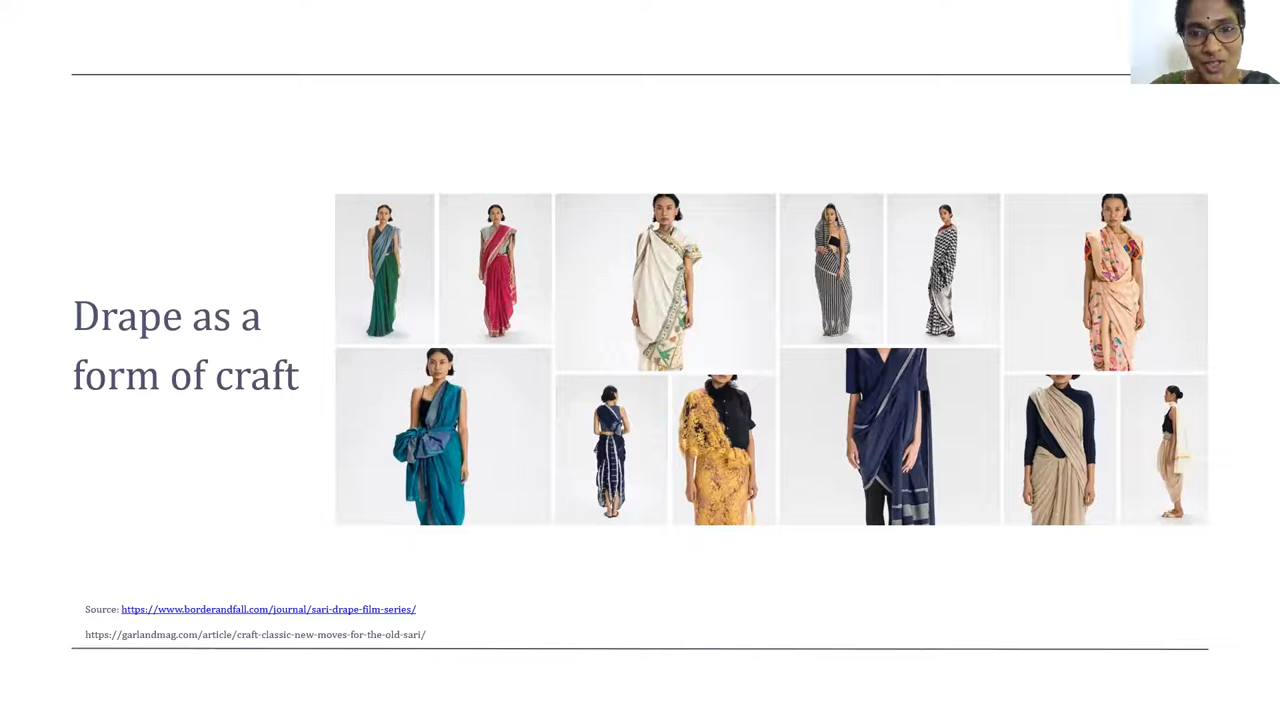 Drape as a
form of craft
Source: https://www.borderandfall.com/journal/sari-drape-film-series/
https://garlandmag.com/article/craft-classic-new-moves-for-the-old-sari/